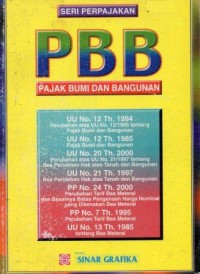 SERI PERPAJAKAN
PBB
PAJAK BUMI DAN BANGUNAN
UU No. 12 Th. 1994
Perubahan atas UU No. 12/1985 tentang
Pajak Bumi dan Bangunan
UU No. 12 Th. 1985
Pajak Bumi dan Bangunan
UU No. 20 Th. 2000
Perubahan atas UU No. 21/1997 tentang
Bea Perolehan Hak atas Tanah dan Bangunan
UU No. 21 Th. 1997
Bea Perolehan Hak atas Tanah dan Bangunan
PP No. 24 Th. 2000
Perubahan Tarif Bea Meterai
dan Besarnya Batas Pengenaan Harga Nominal
yang Dikenakan Bea Meterai
PP No. 7 Th. 1995
Perubahan Tarif Bea Meterai
UU No. 13 Th. 1985
tentang Bea Meterai
SINAR GRAFIKA